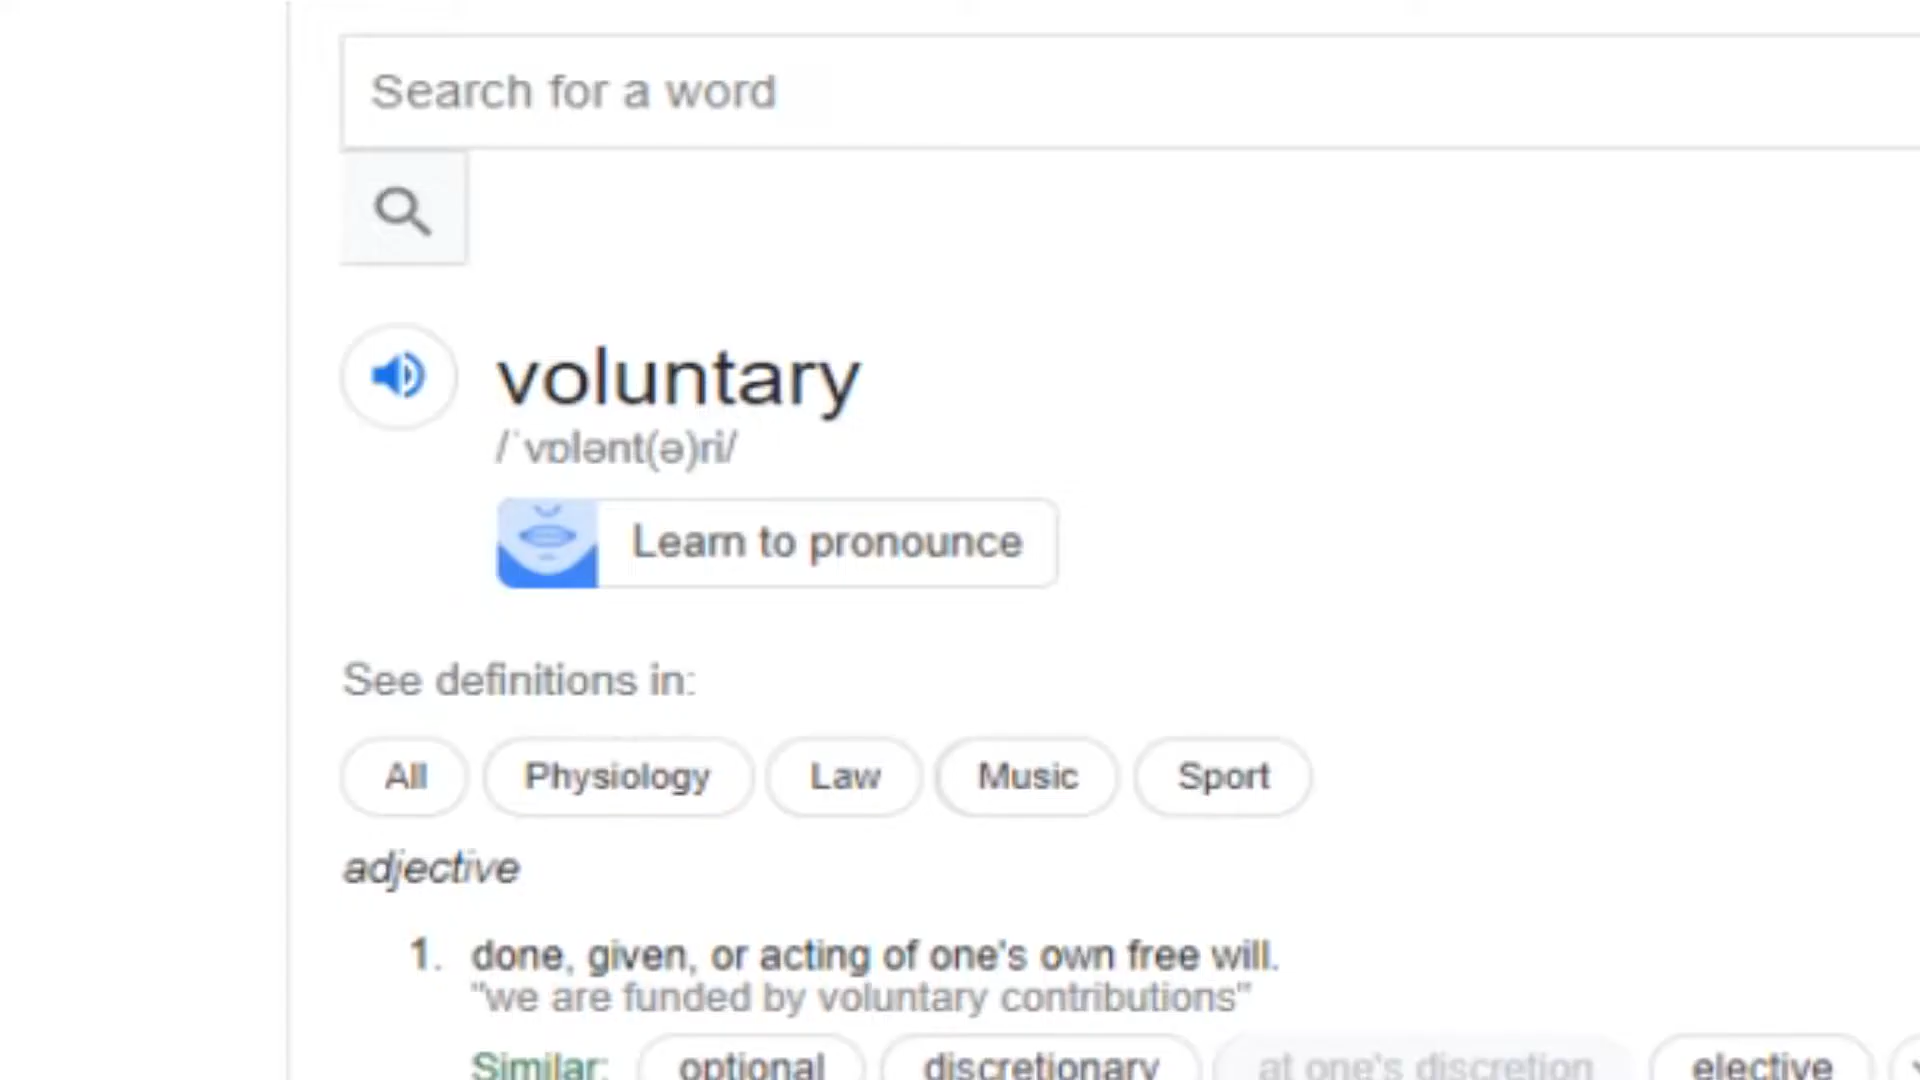 Search for a word
voluntary
/ˈvɒlənt(ə)ri/
Learn to pronounce
See definitions in:
All Physiology Law Music Sport
adjective
1. done, given, or acting of one's own free will.
"we are funded by voluntary contributions"
Similar: optional discretionary at one's discretion elective